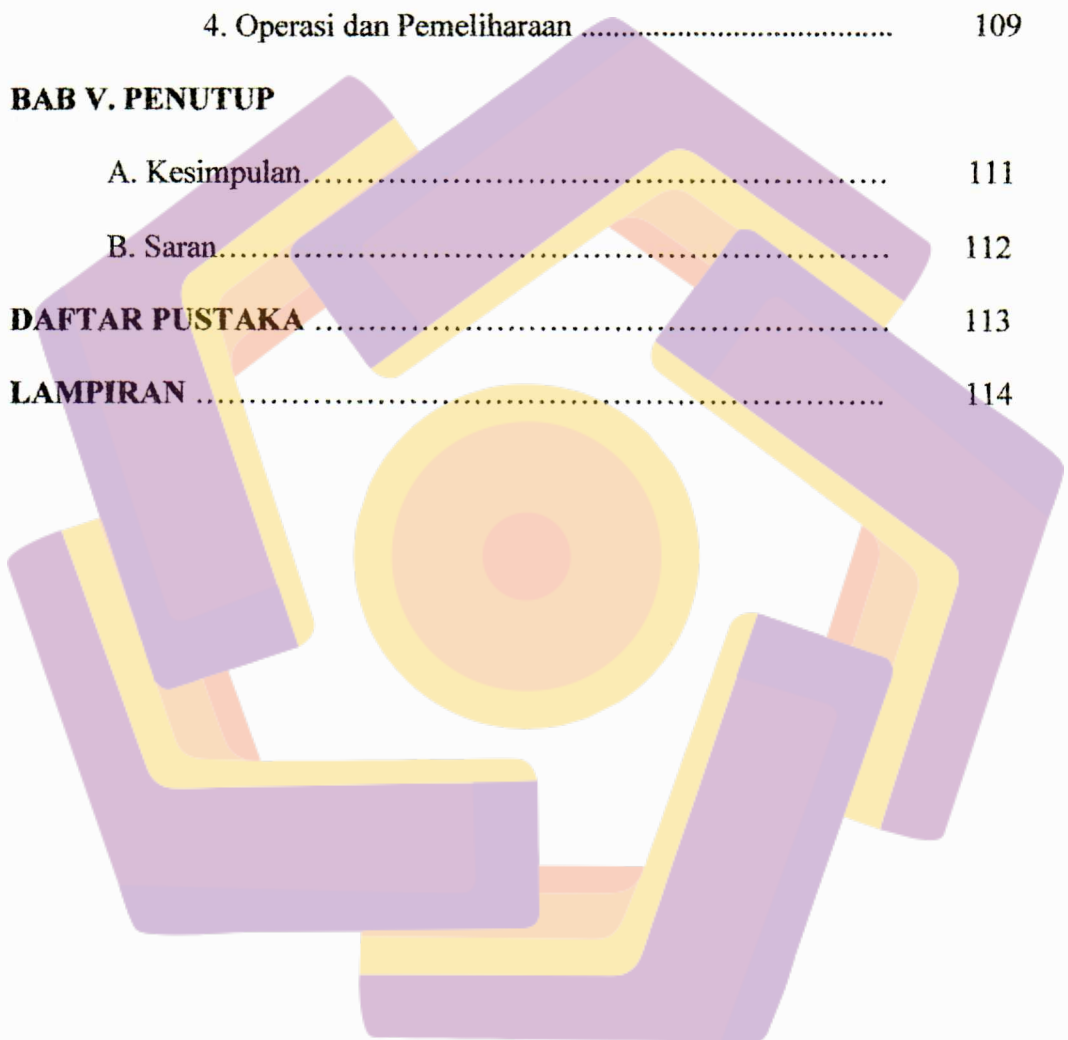 4. Operasi dan Pemeliharaan ........................................ 109
BAB V. PENUTUP
A. Kesimpulan........................................................................ 111
B. Saran.................................................................................. 112
DAFTAR PUSTAKA ..................................................................... 113
LAMPIRAN ................................................................................. 114